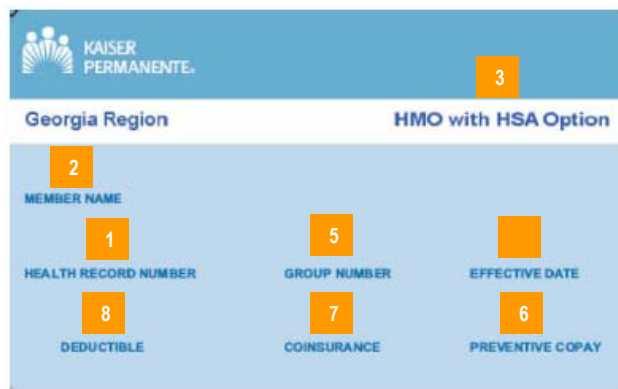 KAISER
PERMANENTE.
3
Georgia Region HMO with HSA Option
2
MEMBER NAME
1 5
HEALTH RECORD NUMBER GROUP NUMBER EFFECTIVE DATE
8 7 6
DEDUCTIBLE COINSURANCE PREVENTIVE COPAY